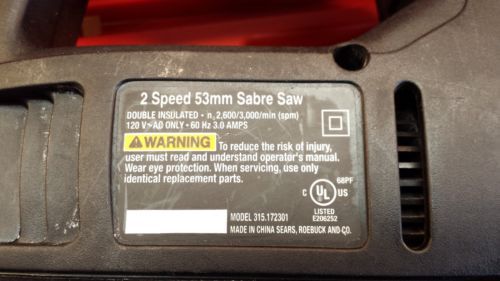 2 Speed 53mm Sabre Saw
DOUBLE INSULATED • n₀ 2,600/3,000/min (spm)
120 V~AC ONLY • 60 Hz 3.0 AMPS
WARNING To reduce the risk of injury,
user must read and understand operator's manual.
Wear eye protection. When servicing, use only
identical replacement parts.
68PF
C UL US
LISTED
E206252
MODEL 315.172301
MADE IN CHINA SEARS, ROEBUCK AND CO.